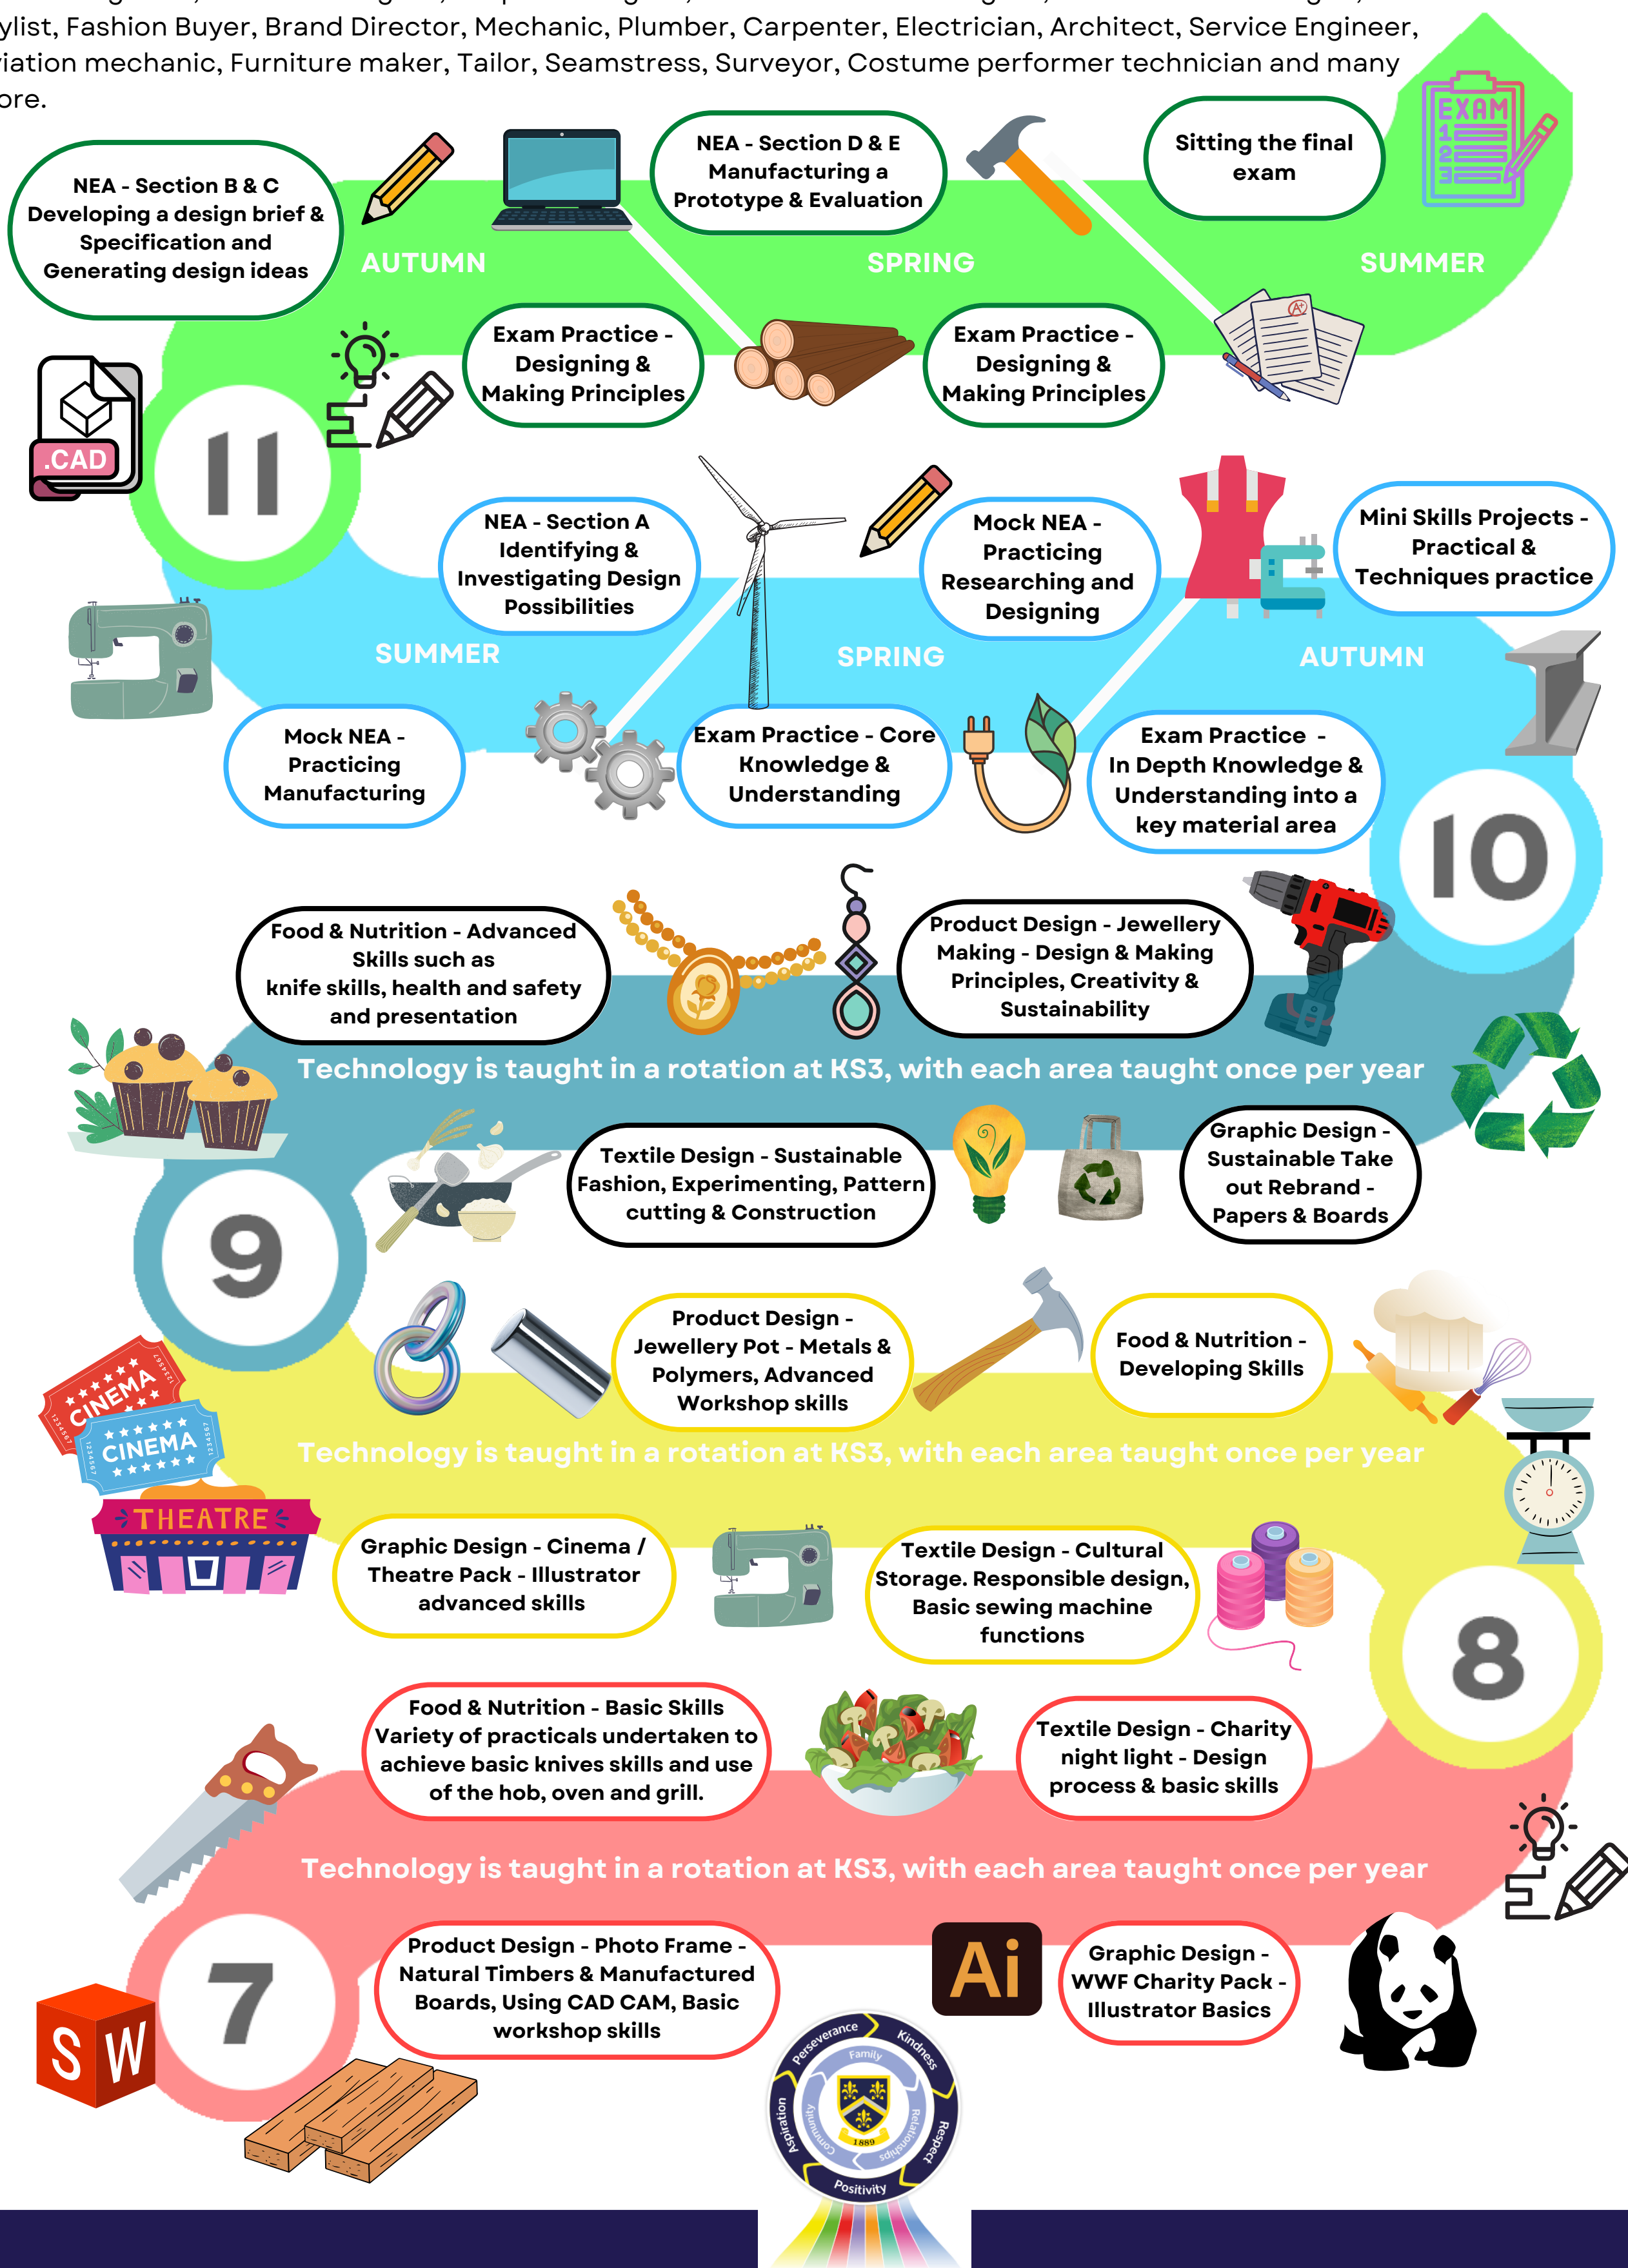 ylist, Fashion Buyer, Brand Director, Mechanic, Plumber, Carpenter, Electrician, Architect, Service Engineer,
iation mechanic, Furniture maker, Tailor, Seamstress, Surveyor, Costume performer technician and many
ore.
EXAM
1
2
3
Sitting the final
exam
NEA - Section D & E
Manufacturing a
Prototype & Evaluation
NEA - Section B & C
Developing a design brief &
Specification and
Generating design ideas
AUTUMN
SPRING
SUMMER
A+
Exam Practice -
Designing &
Making Principles
Exam Practice -
Designing &
Making Principles
.CAD
11
NEA - Section A
Identifying &
Investigating Design
Possibilities
Mock NEA -
Practicing
Researching and
Designing
Mini Skills Projects -
Practical &
Techniques practice
SUMMER
SPRING
AUTUMN
Mock NEA -
Practicing
Manufacturing
Exam Practice - Core
Knowledge &
Understanding
Exam Practice  -
In Depth Knowledge &
Understanding into a
key material area
10
Food & Nutrition - Advanced
Skills such as
knife skills, health and safety
and presentation
Product Design - Jewellery
Making - Design & Making
Principles, Creativity &
Sustainability
Technology is taught in a rotation at KS3, with each area taught once per year
Textile Design - Sustainable
Fashion, Experimenting, Pattern
cutting & Construction
Graphic Design -
Sustainable Take
out Rebrand -
Papers & Boards
9
Product Design -
Jewellery Pot - Metals &
Polymers, Advanced
Workshop skills
Food & Nutrition -
Developing Skills
CINEMA
1234567
1234567
CINEMA
1234567
1234567
Technology is taught in a rotation at KS3, with each area taught once per year
THEATRE
Graphic Design - Cinema /
Theatre Pack - Illustrator
advanced skills
Textile Design - Cultural
Storage. Responsible design,
Basic sewing machine
functions
8
Food & Nutrition - Basic Skills
Variety of practicals undertaken to
achieve basic knives skills and use
of the hob, oven and grill.
Textile Design - Charity
night light - Design
process & basic skills
Technology is taught in a rotation at KS3, with each area taught once per year
7
Product Design - Photo Frame -
Natural Timbers & Manufactured
Boards, Using CAD CAM, Basic
workshop skills
Ai
Graphic Design -
WWF Charity Pack -
Illustrator Basics
S W
Perseverance
Kindness
Respect
Positivity
Aspiration
Family
Relationships
Community
1889